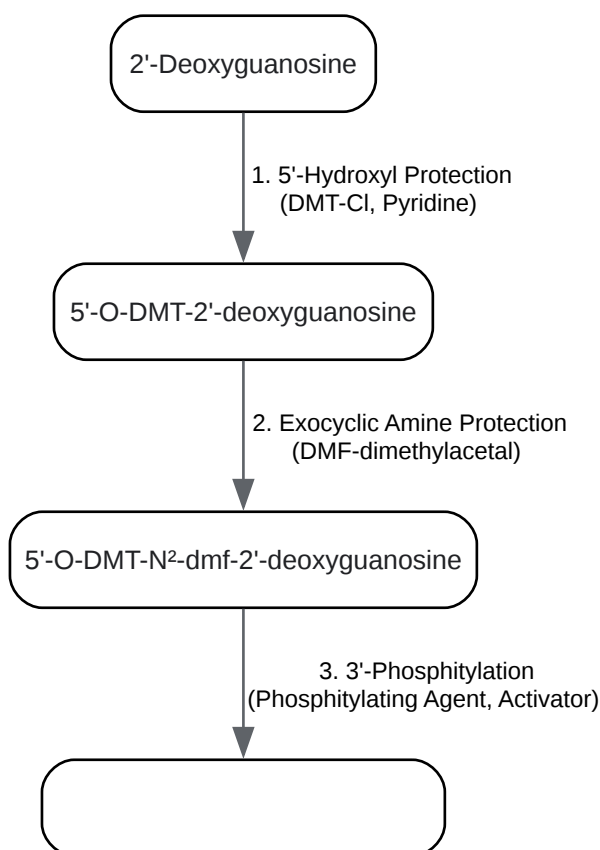 2'-Deoxyguanosine
1. 5'-Hydroxyl Protection
(DMT-Cl, Pyridine)
5'-O-DMT-2'-deoxyguanosine
2. Exocyclic Amine Protection
(DMF-dimethylacetal)
5'-O-DMT-N²-dmf-2'-deoxyguanosine
3. 3'-Phosphitylation
(Phosphitylating Agent, Activator)